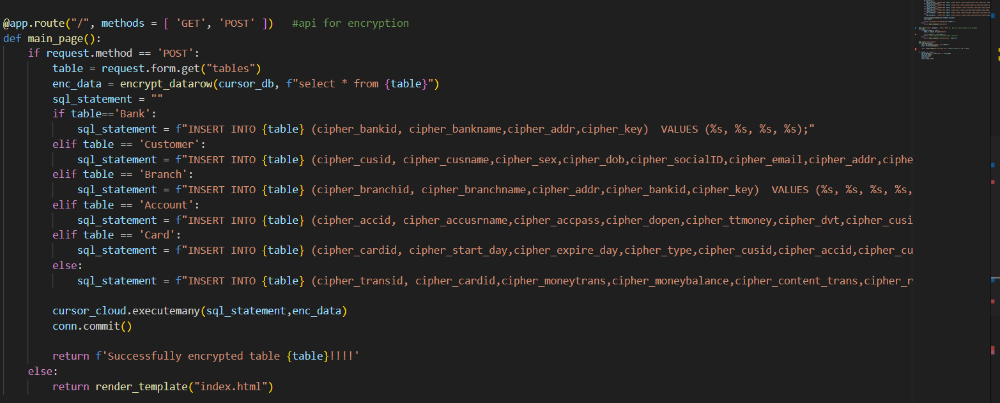 @app.route("/", methods = [ 'GET', 'POST' ])   #api for encryption
def main_page():
    if request.method == 'POST':
        table = request.form.get("tables")
        enc_data = encrypt_datarow(cursor_db, f"select * from {table}")
        sql_statement = ""
        if table=='Bank':
            sql_statement = f"INSERT INTO {table} (cipher_bankid, cipher_bankname,cipher_addr,cipher_key)  VALUES (%s, %s, %s, %s);"
        elif table == 'Customer':
            sql_statement = f"INSERT INTO {table} (cipher_cusid, cipher_cusname,cipher_sex,cipher_dob,cipher_socialID,cipher_email,cipher_addr,ciphe
        elif table == 'Branch':
            sql_statement = f"INSERT INTO {table} (cipher_branchid, cipher_branchname,cipher_addr,cipher_bankid,cipher_key)  VALUES (%s, %s, %s, %s,
        elif table == 'Account':
            sql_statement = f"INSERT INTO {table} (cipher_accid, cipher_accusrname,cipher_accpass,cipher_dopen,cipher_ttmoney,cipher_dvt,cipher_cusi
        elif table == 'Card':
            sql_statement = f"INSERT INTO {table} (cipher_cardid, cipher_start_day,cipher_expire_day,cipher_type,cipher_cusid,cipher_accid,cipher_cu
        else:
            sql_statement = f"INSERT INTO {table} (cipher_transid, cipher_cardid,cipher_moneytrans,cipher_moneybalance,cipher_content_trans,cipher_r
        cursor_cloud.executemany(sql_statement,enc_data)
        conn.commit()
        return f'Successfully encrypted table {table}!!!!'
    else:
        return render_template("index.html")